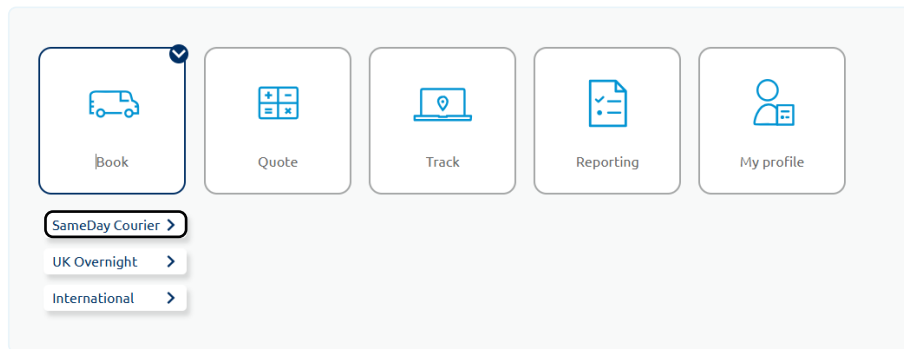 Book
Quote
Track
Reporting
My profile
SameDay Courier
UK Overnight
International